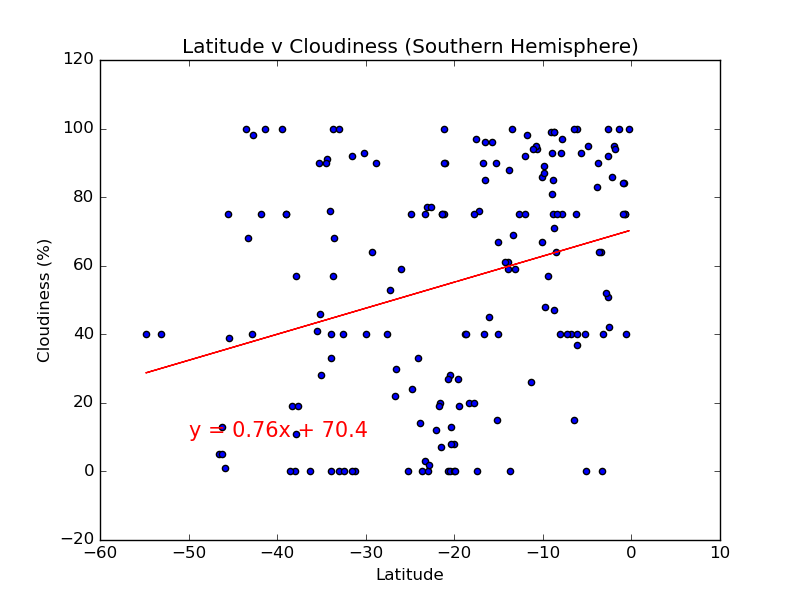 Latitude v Cloudiness (Southern Hemisphere)
120
100
80
60
40
20
0
−20
Cloudiness (%)
y = 0.76x + 70.4
−60 −50 −40 −30 −20 −10 0 10
Latitude